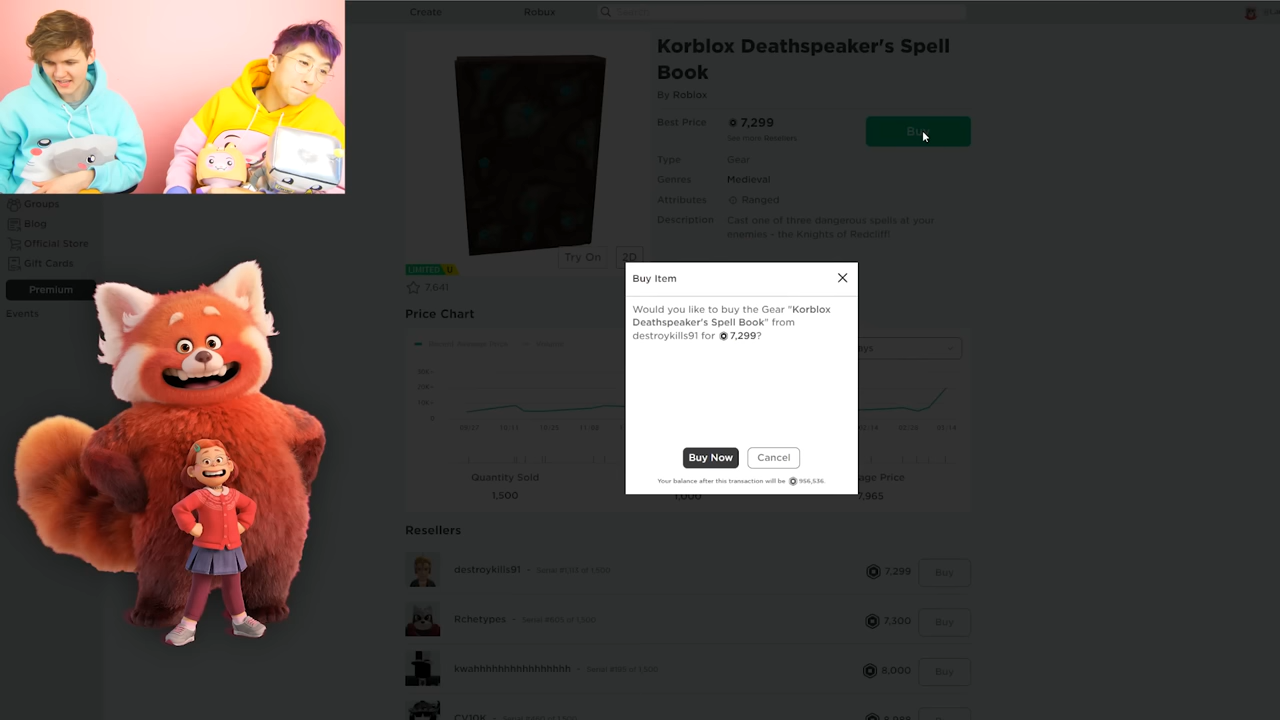 Create
Robux
Search
Korblox Deathspeaker's Spell
Book
By Roblox
Best Price 7,299
See more Resellers
Buy
Type Gear
Genres Medieval
Attributes Ranged
Description Cast one of three dangerous spells at your
enemies - the Knights of Redcliff!
Groups
Blog
Official Store
Gift Cards
Premium
Events
Try On
2D
LIMITED U
7,641
Price Chart
Buy Item
Would you like to buy the Gear "Korblox
Deathspeaker's Spell Book" from
destroykills91 for 7,299?
Buy Now
Cancel
Your balance after this transaction will be 956,536.
Quantity Sold
1,500
7,965
Resellers
destroykills91
7,299
Buy
Rchetypes
7,300
Buy
kwahhhhhhhhhhhhhhhh
8,000
Buy